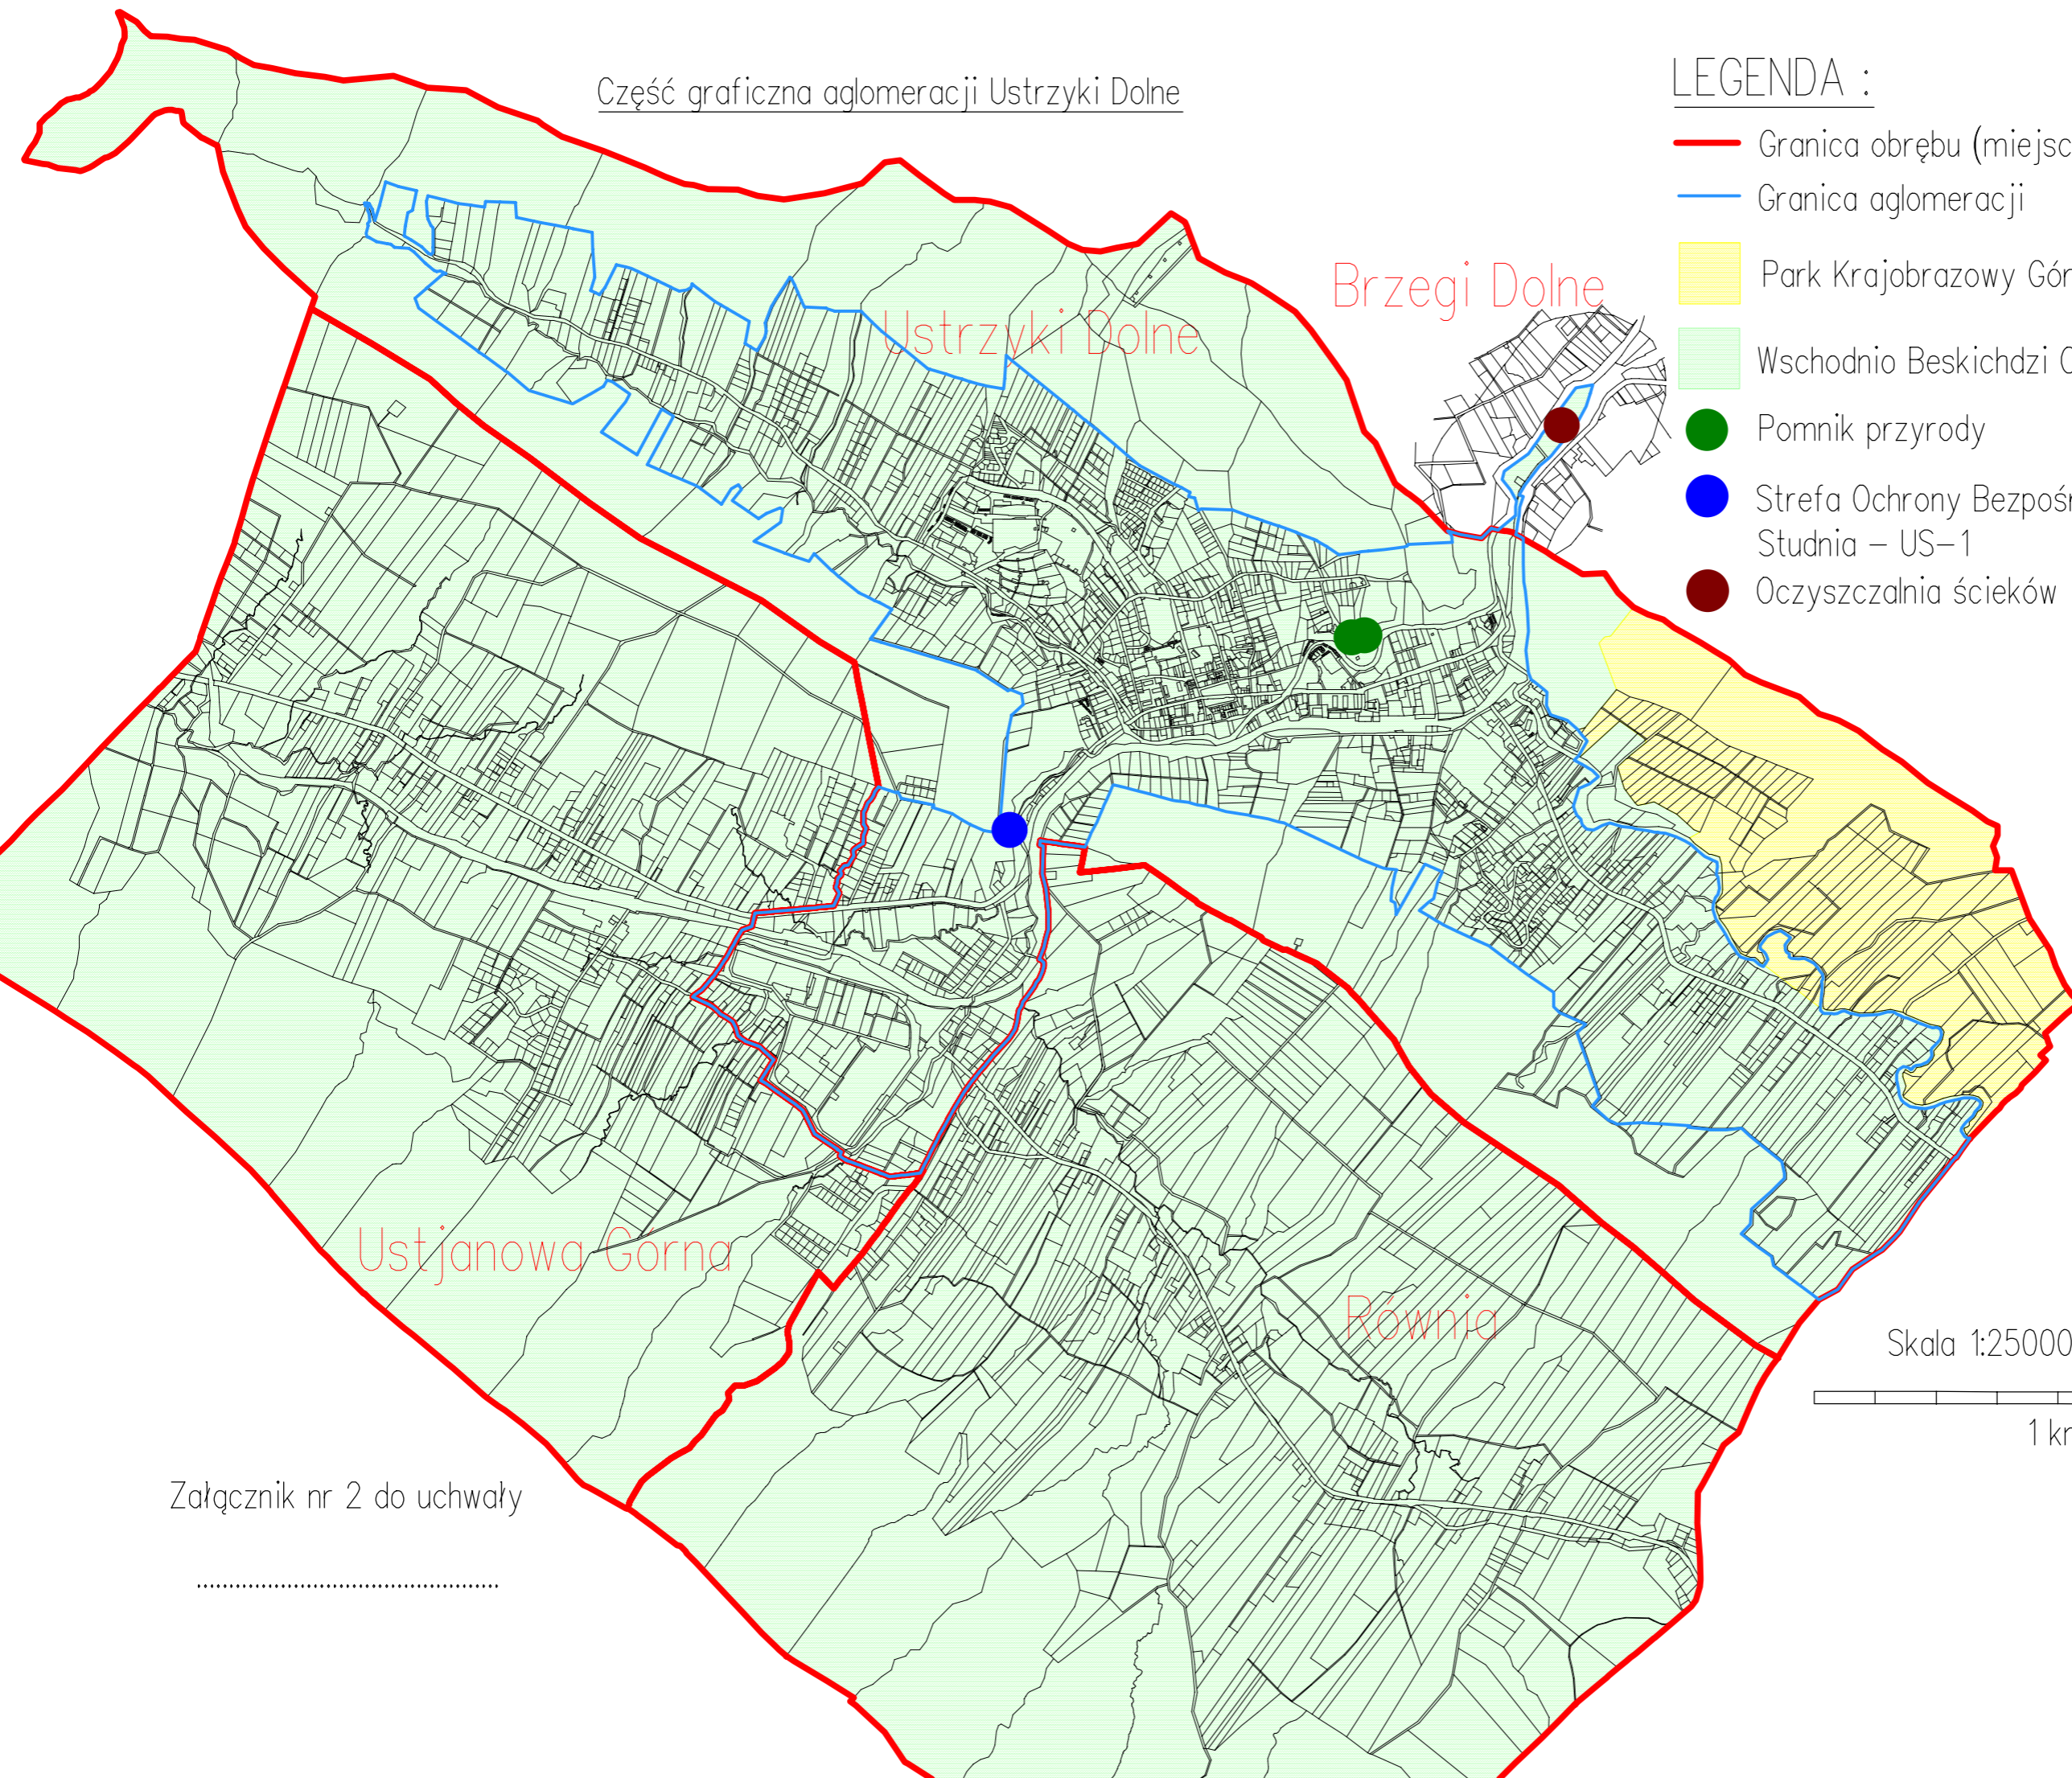 Część graficzna aglomeracji Ustrzyki Dolne
LEGENDA :
Granica obrębu (miejsc
Granica aglomeracji
Park Krajobrazowy Gór
Wschodnio Beskichdzi O
Pomnik przyrody
Strefa Ochrony Bezpośr
Studnia – US–1
Oczyszczalnia ścieków
Brzegi Dolne
Ustrzyki Dolne
Ustjanowa Górna
Równia
Skala 1:25000
1 km
Załącznik nr 2 do uchwały